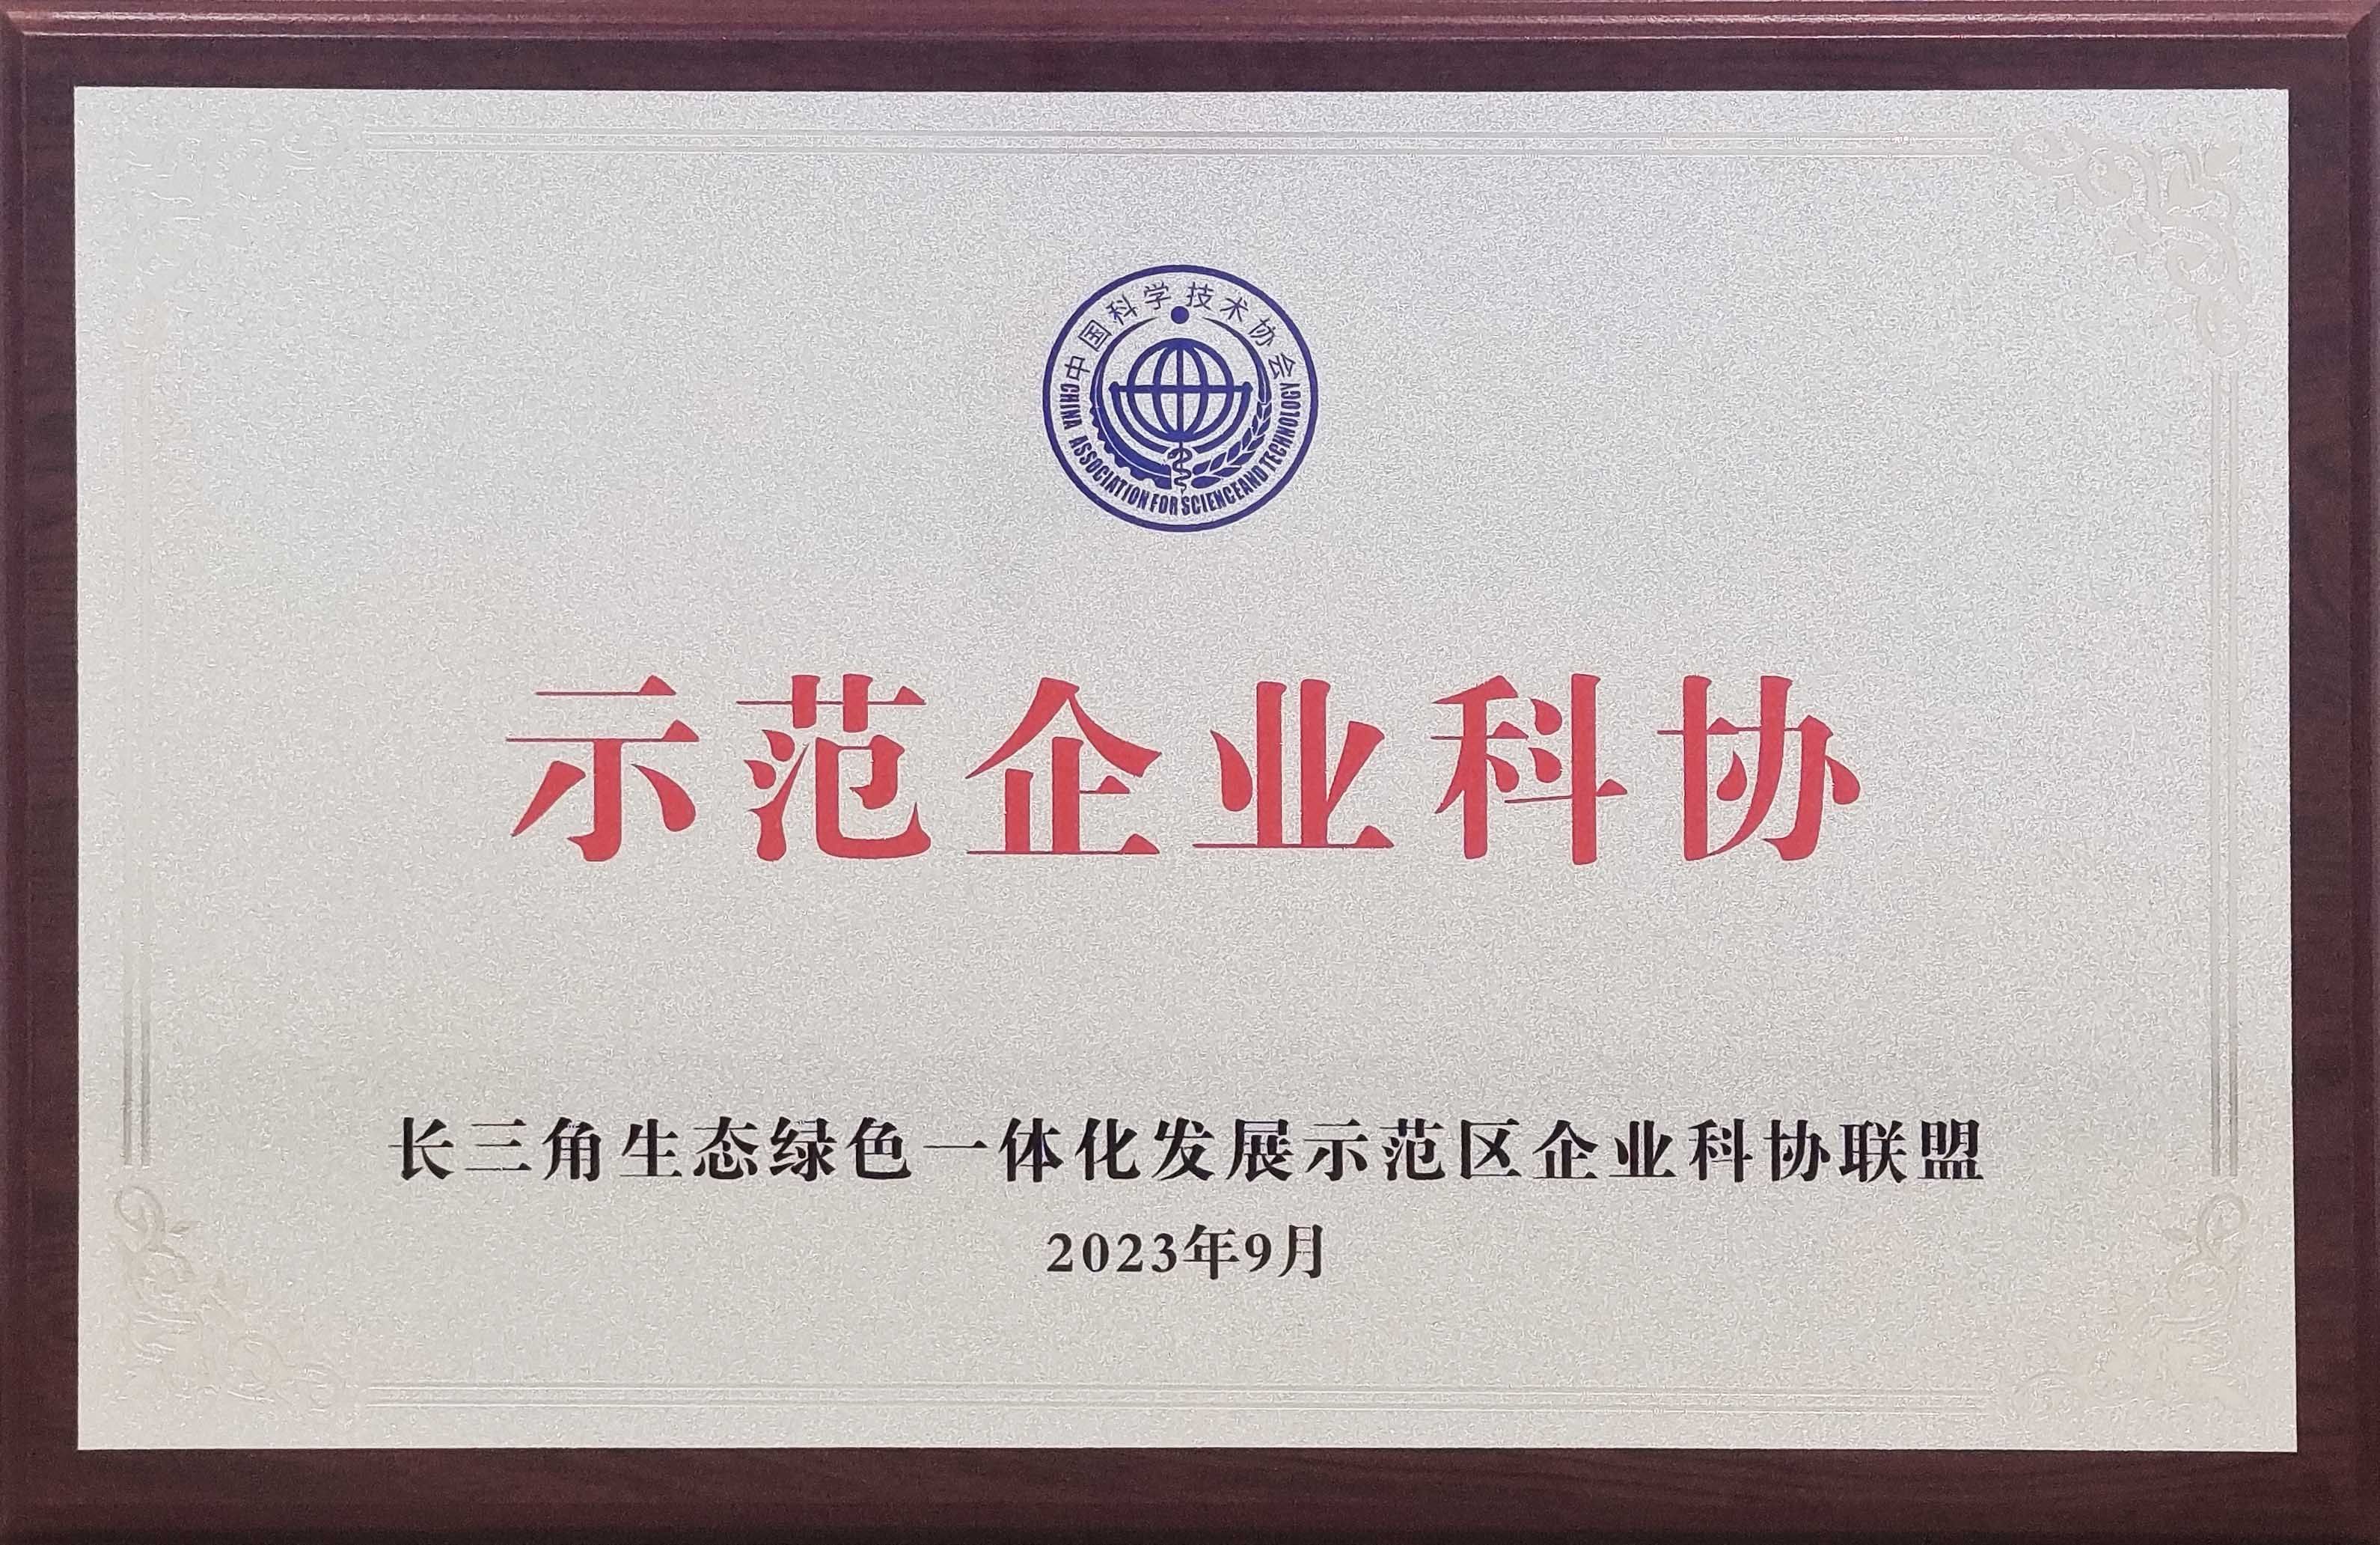 中国科学技术协会
CHINA ASSOCIATION FOR SCIENCE AND TECHNOLOGY
示范企业科协
长三角生态绿色一体化发展示范区企业科协联盟
2023年9月